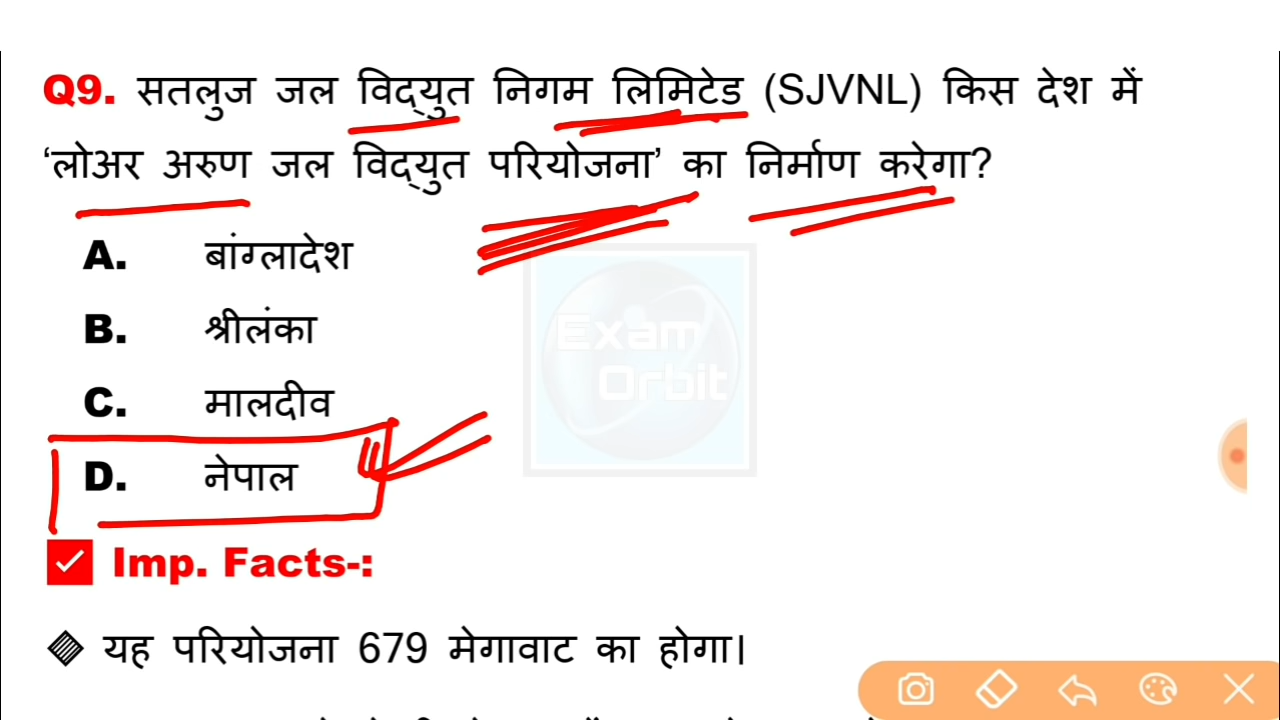 Q9. सतलुज जल विद्‌युत निगम लिमिटेड (SJVNL) किस देश में
‘लोअर अरुण जल विद्‌युत परियोजना’ का निर्माण करेगा?
A. बांग्लादेश
B. श्रीलंका
C. मालदीव
D. नेपाल
Exam
Orbit
Imp. Facts-:
यह परियोजना 679 मेगावाट का होगा।